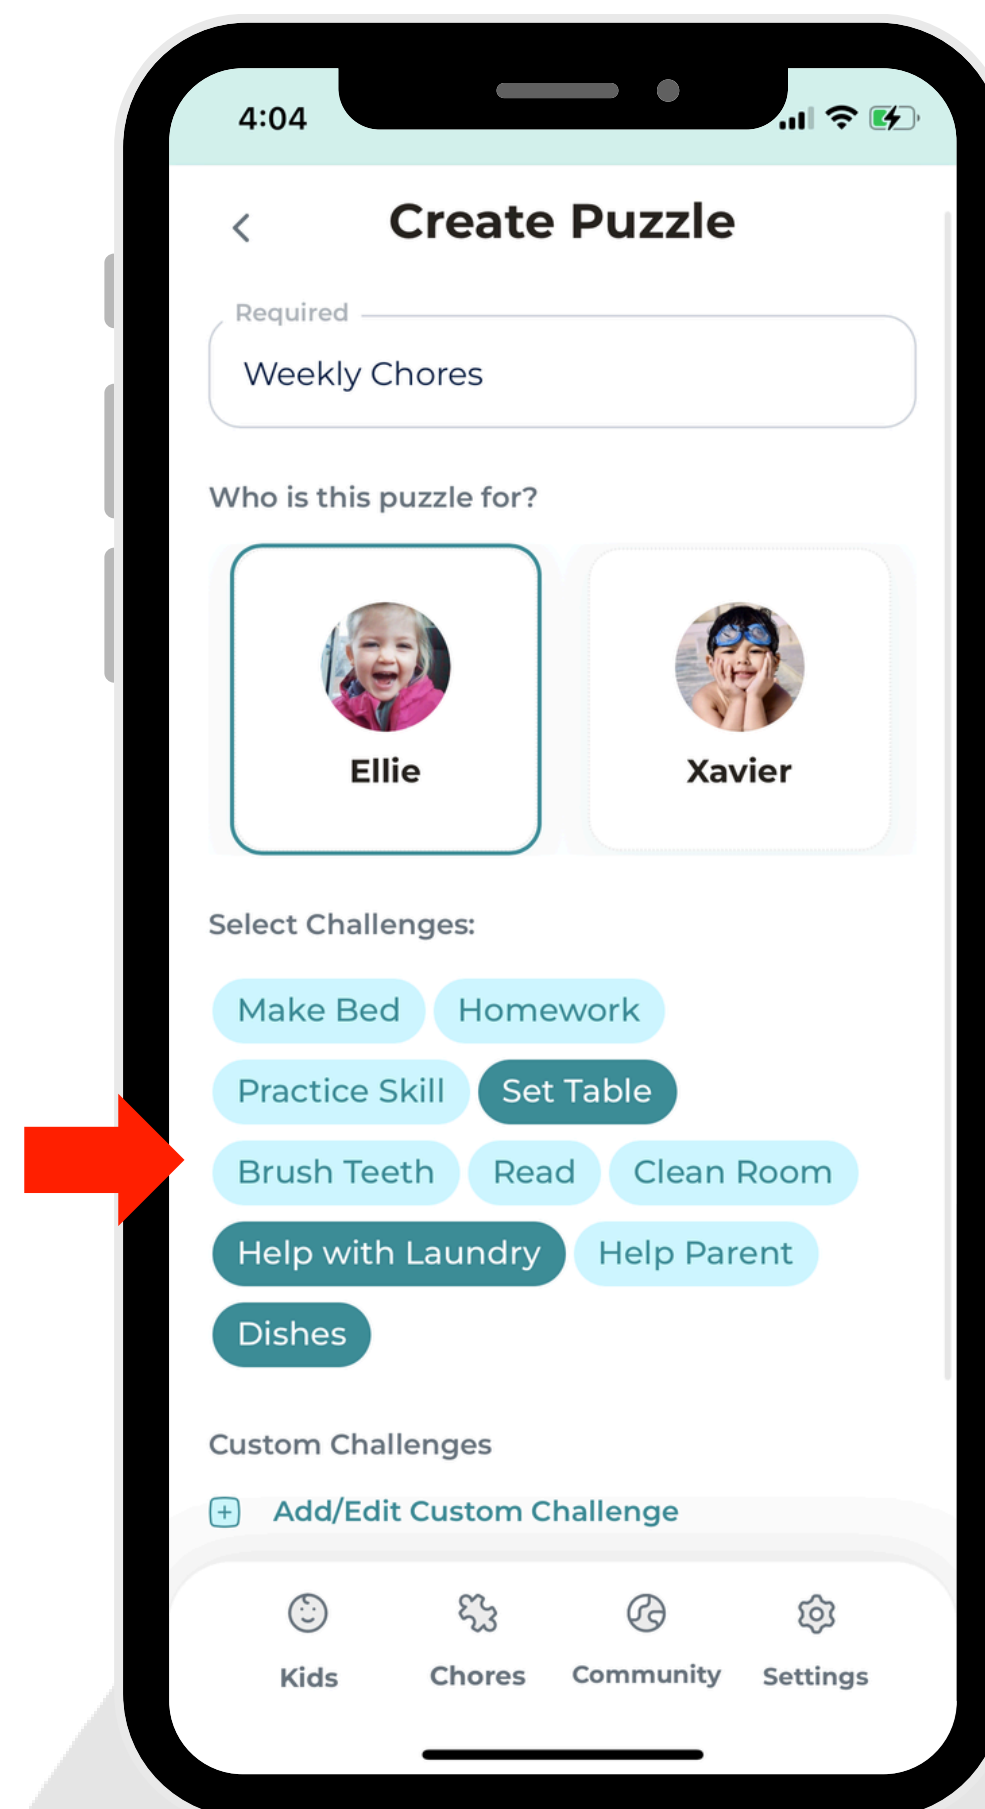 4:04
Create Puzzle
Required
Weekly Chores
Who is this puzzle for?
Ellie Xavier
Select Challenges:
Make Bed Homework
Practice Skill Set Table
Brush Teeth Read Clean Room
Help with Laundry Help Parent
Dishes
Custom Challenges
Add/Edit Custom Challenge
Kids Chores Community Settings